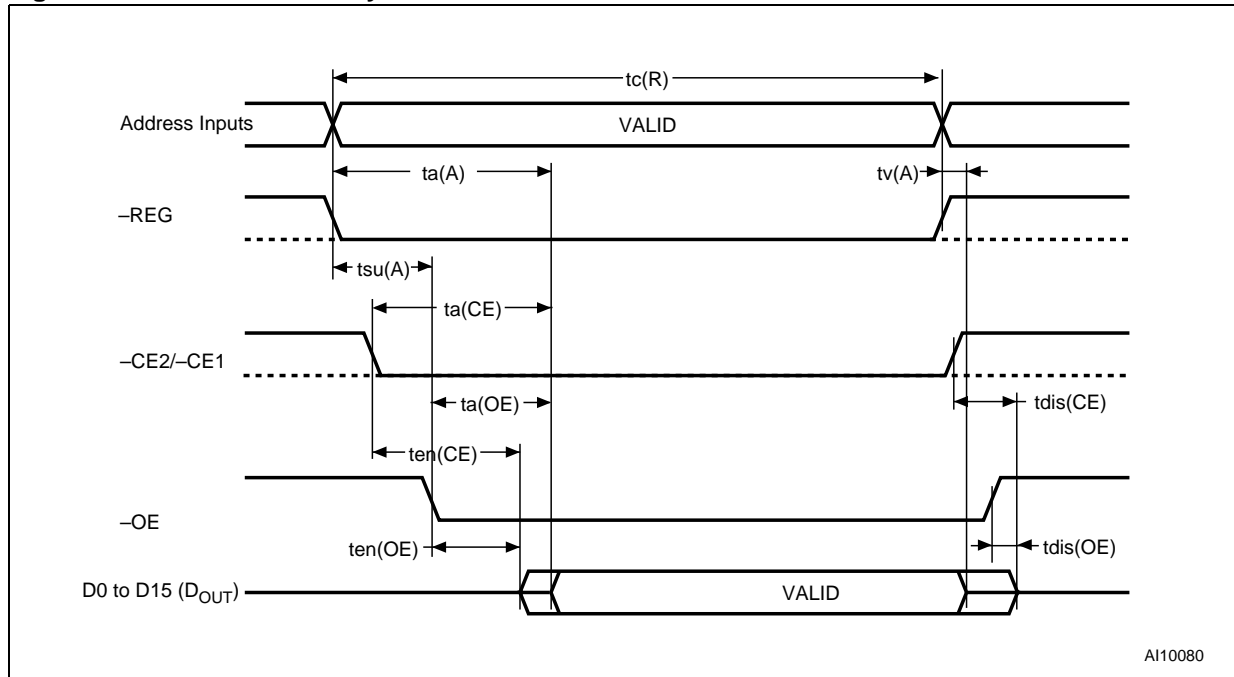 tc(R)
Address Inputs
VALID
ta(A)
tv(A)
–REG
tsu(A)
ta(CE)
–CE2/–CE1
ta(OE)
tdis(CE)
ten(CE)
–OE
ten(OE)
tdis(OE)
D0 to D15 (DOUT)
VALID
AI10080